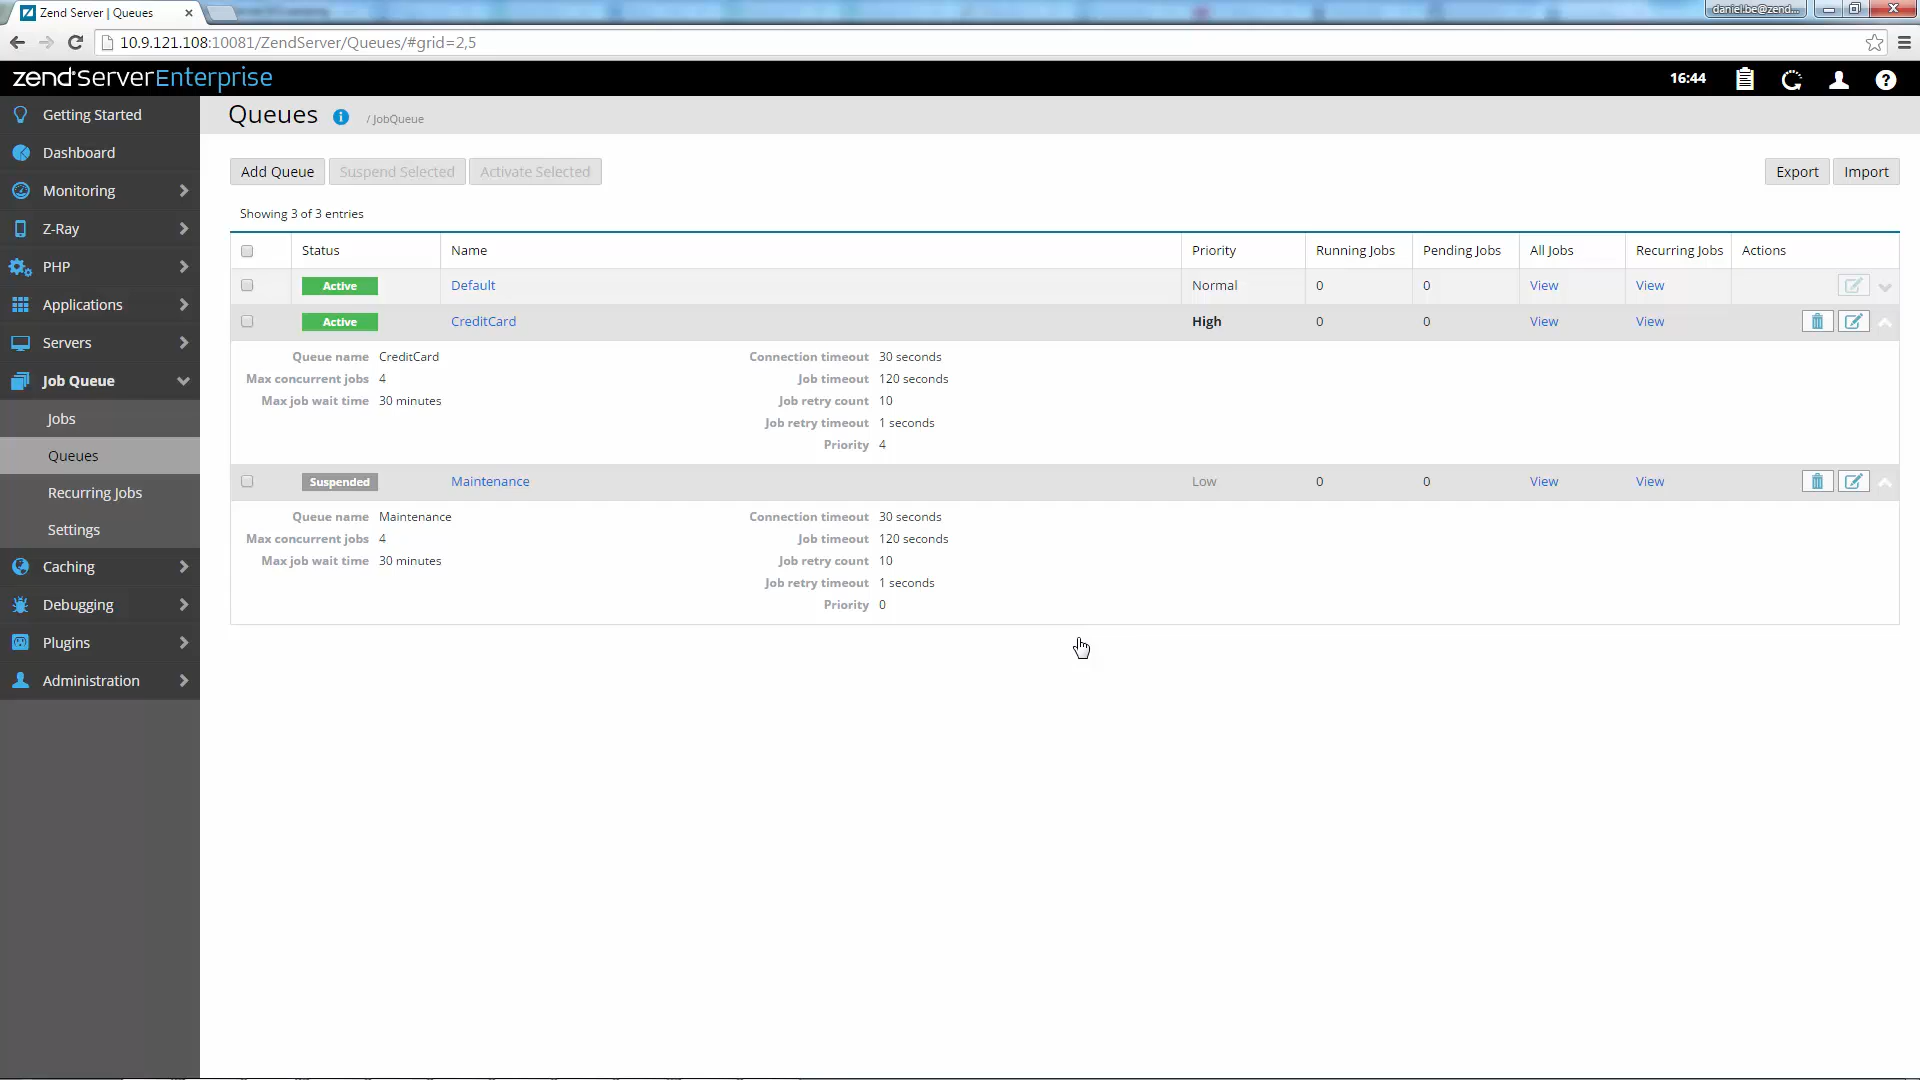 Zend Server | Queues
daniel.be@zend...
10.9.121.108:10081/ZendServer/Queues/#grid=2,5
zend Server Enterprise
16:44
Getting Started
Dashboard
Monitoring
Z-Ray
PHP
Applications
Servers
Job Queue
Jobs
Queues
Recurring Jobs
Settings
Caching
Debugging
Plugins
Administration
Queues / JobQueue
Add Queue Suspend Selected Activate Selected Export Import
Showing 3 of 3 entries
Status Name Priority Running Jobs Pending Jobs All Jobs Recurring Jobs Actions
Active Default Normal 0 0 View View
Active CreditCard High 0 0 View View
Queue name CreditCard Connection timeout 30 seconds
Max concurrent jobs 4 Job timeout 120 seconds
Max job wait time 30 minutes Job retry count 10
Job retry timeout 1 seconds
Priority 4
Suspended Maintenance Low 0 0 View View
Queue name Maintenance Connection timeout 30 seconds
Max concurrent jobs 4 Job timeout 120 seconds
Max job wait time 30 minutes Job retry count 10
Job retry timeout 1 seconds
Priority 0